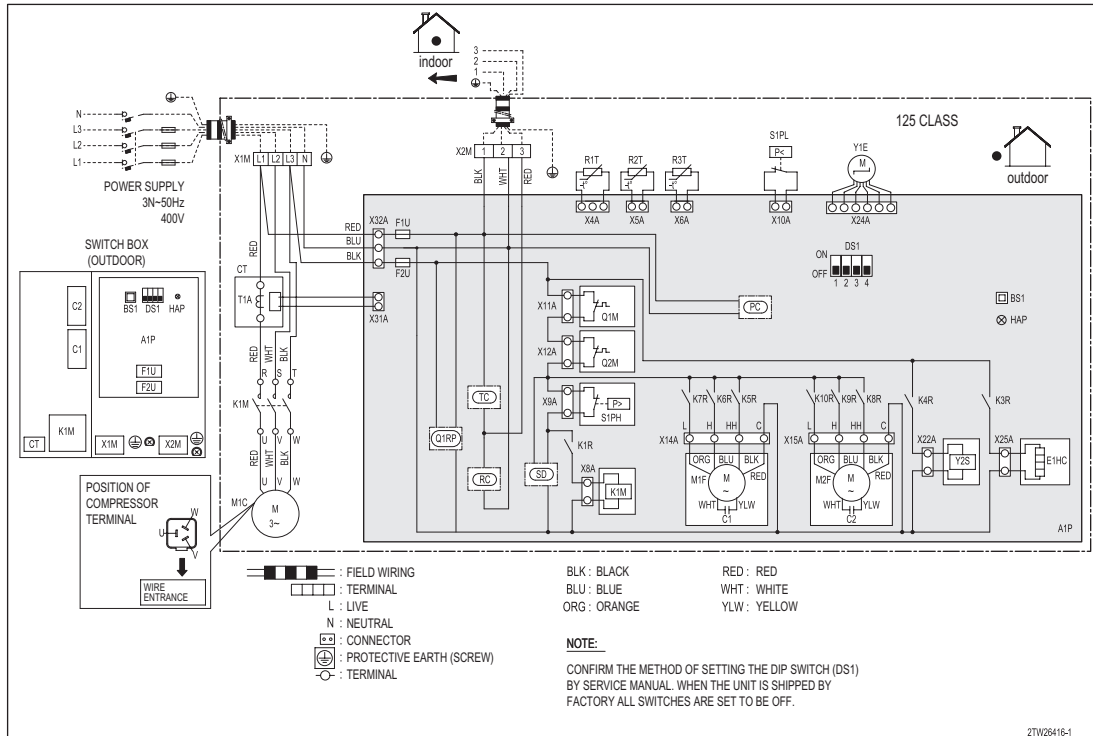 3
2
1
indoor
N
L3
L2
L1
POWER SUPPLY
3N~50Hz
400V
X1M
L1 L2 L3 N
X2M
1 2 3
BLK
WHT
RED
125 CLASS
outdoor
R1T
R2T
R3T
X4A
X5A
X6A
S1PL
P<
X10A
Y1E
M
X24A
SWITCH BOX
(OUTDOOR)
C2
C1
BS1
DS1
HAP
A1P
F1U
F2U
CT
K1M
X1M
X2M
RED
CT
T1A
RED
WHT
BLK
R
S
T
K1M
U
V
W
RED
WHT
BLK
U
V
W
M1C
M
3~
RED
BLU
BLK
X32A
F1U
F2U
X31A
X11A
Q1M
X12A
Q2M
X9A
P>
S1PH
TC
RC
Q1RP
SD
K1R
X8A
K1M
PC
DS1
ON
OFF
1 2 3 4
BS1
HAP
K7R
K6R
K5R
L
H
HH
C
X14A
ORG
BLU
BLK
RED
M1F
M
~
WHT
YLW
C1
K10R
K9R
K8R
L
H
HH
C
X15A
ORG
BLU
BLK
RED
M2F
M
~
WHT
YLW
C2
K4R
X22A
Y2S
K3R
X25A
E1HC
A1P
POSITION OF
COMPRESSOR
TERMINAL
U
W
V
WIRE
ENTRANCE
: FIELD WIRING
: TERMINAL
L : LIVE
N : NEUTRAL
: CONNECTOR
: PROTECTIVE EARTH (SCREW)
: TERMINAL
BLK : BLACK
BLU : BLUE
ORG : ORANGE
RED : RED
WHT : WHITE
YLW : YELLOW
NOTE:
CONFIRM THE METHOD OF SETTING THE DIP SWITCH (DS1)
BY SERVICE MANUAL. WHEN THE UNIT IS SHIPPED BY
FACTORY ALL SWITCHES ARE SET TO BE OFF.
2TW26416-1